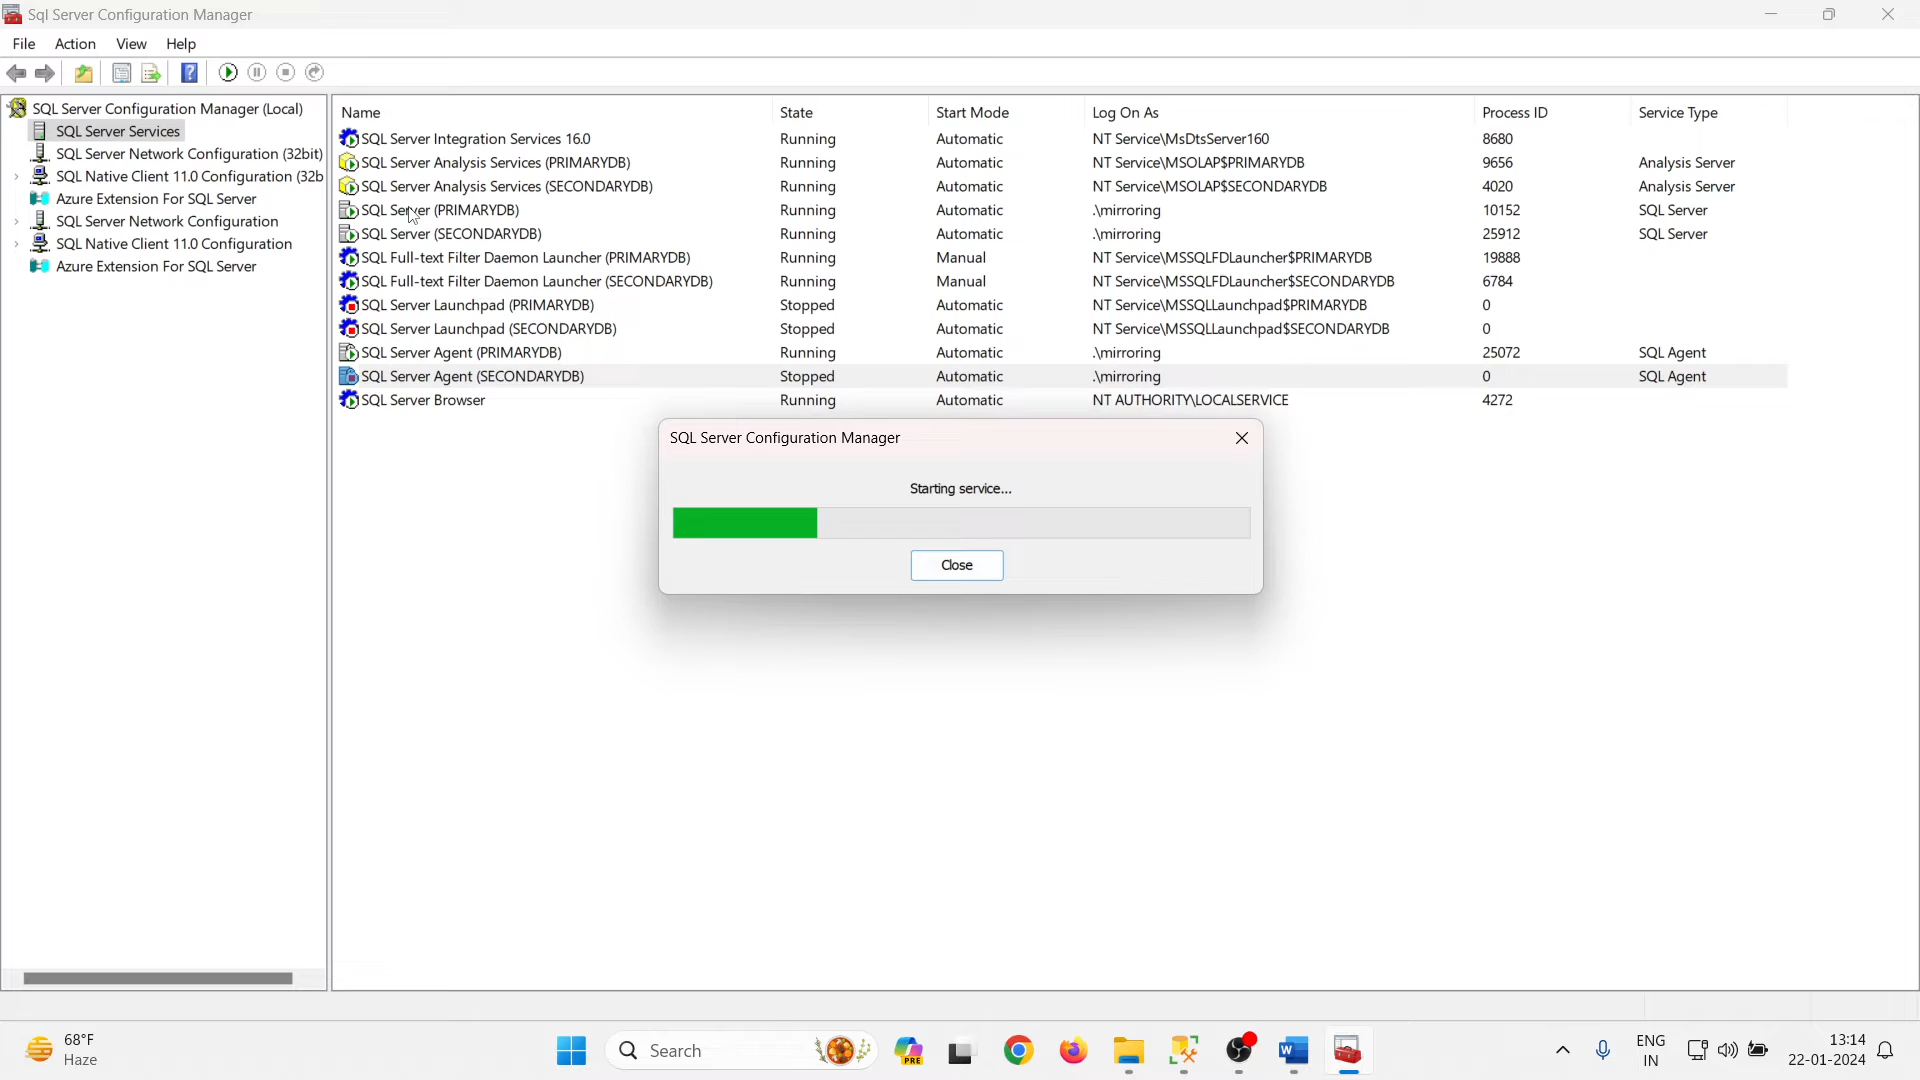 Sql Server Configuration Manager
File Action View Help
SQL Server Configuration Manager (Local)
SQL Server Services
SQL Server Network Configuration (32bit)
SQL Native Client 11.0 Configuration (32b
Azure Extension For SQL Server
SQL Server Network Configuration
SQL Native Client 11.0 Configuration
Azure Extension For SQL Server
Name State Start Mode Log On As Process ID Service Type
SQL Server Integration Services 16.0 Running Automatic NT Service\MsDtsServer160 8680
SQL Server Analysis Services (PRIMARYDB) Running Automatic NT Service\MSOLAP$PRIMARYDB 9656 Analysis Server
SQL Server Analysis Services (SECONDARYDB) Running Automatic NT Service\MSOLAP$SECONDARYDB 4020 Analysis Server
SQL Server (PRIMARYDB) Running Automatic .\mirroring 10152 SQL Server
SQL Server (SECONDARYDB) Running Automatic .\mirroring 25912 SQL Server
SQL Full-text Filter Daemon Launcher (PRIMARYDB) Running Manual NT Service\MSSQLFDLauncher$PRIMARYDB 19888
SQL Full-text Filter Daemon Launcher (SECONDARYDB) Running Manual NT Service\MSSQLFDLauncher$SECONDARYDB 6784
SQL Server Launchpad (PRIMARYDB) Stopped Automatic NT Service\MSSQLLaunchpad$PRIMARYDB 0
SQL Server Launchpad (SECONDARYDB) Stopped Automatic NT Service\MSSQLLaunchpad$SECONDARYDB 0
SQL Server Agent (PRIMARYDB) Running Automatic .\mirroring 25072 SQL Agent
SQL Server Agent (SECONDARYDB) Stopped Automatic .\mirroring 0 SQL Agent
SQL Server Browser Running Automatic NT AUTHORITY\LOCALSERVICE 4272
SQL Server Configuration Manager
Starting service...
Close
68°F
Haze
Search
PRE
ENG
IN
13:14
22-01-2024